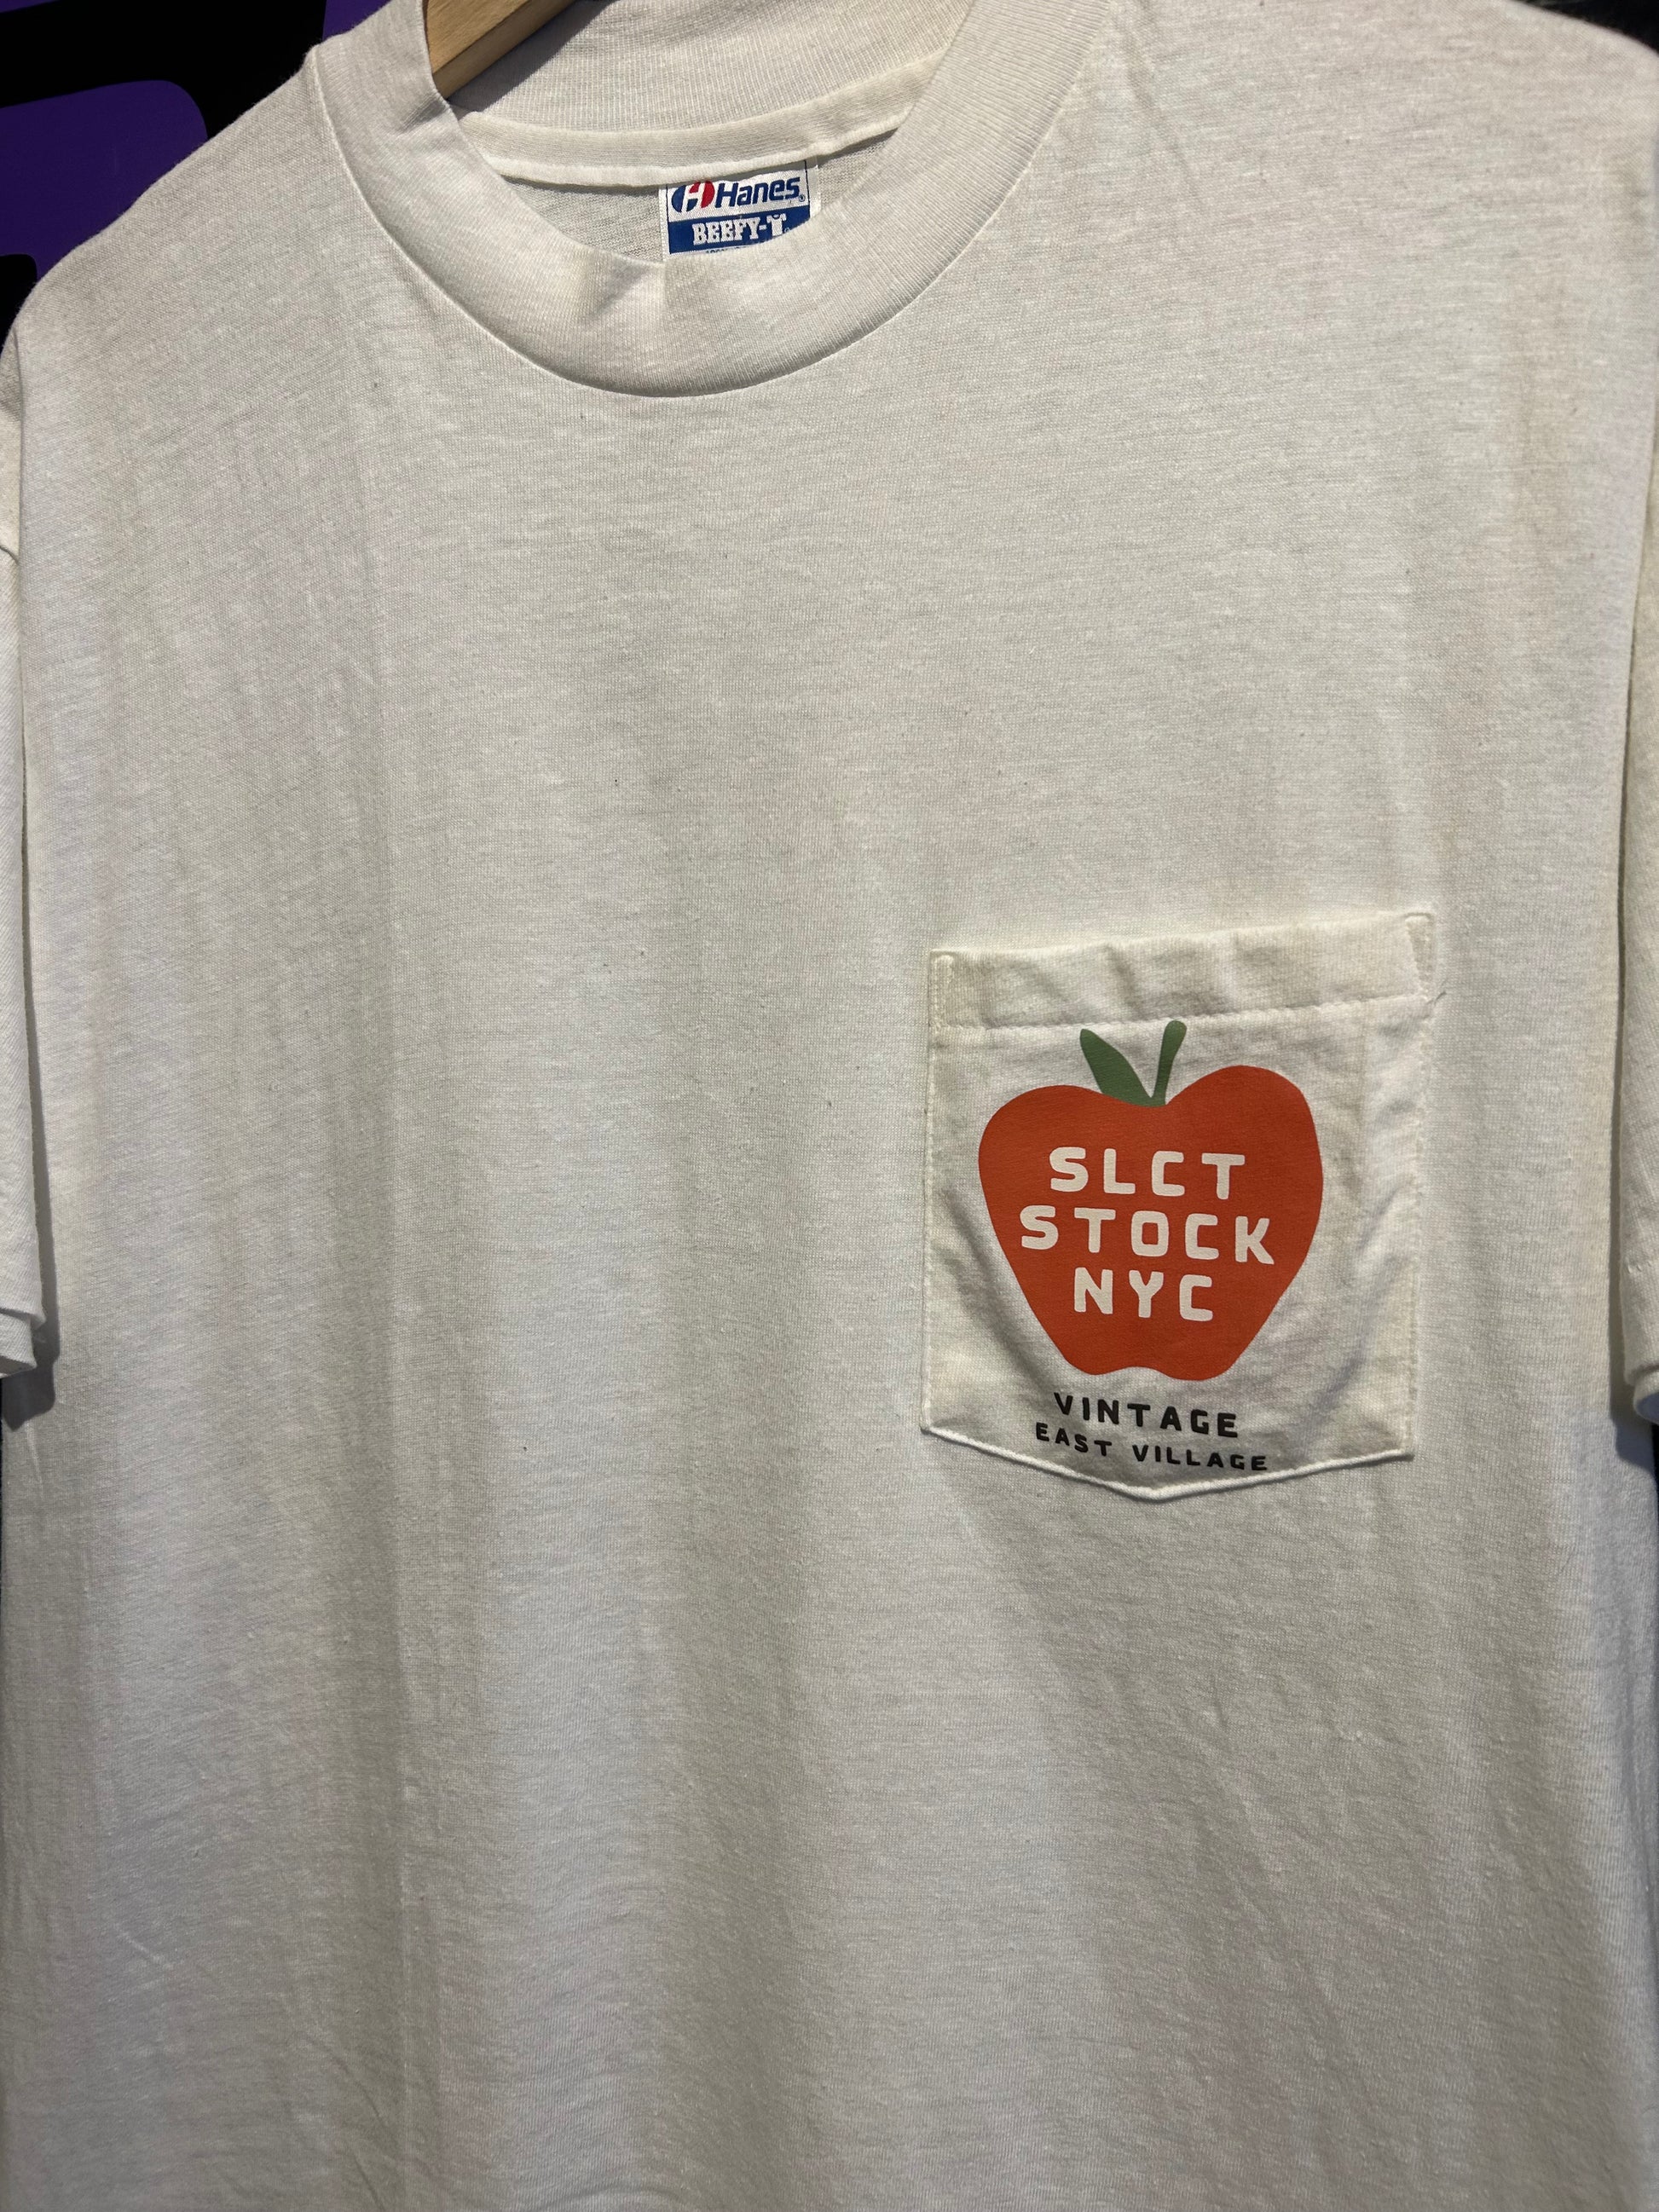 Hanes
BEEFY-T
SLCT
STOCK
NYC
VINTAGE
EAST VILLAGE